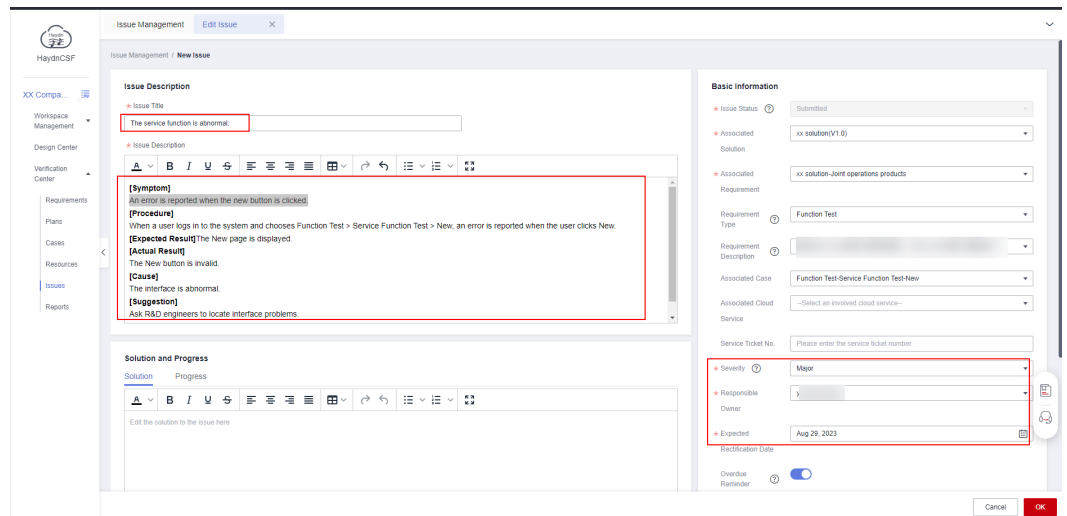 Issue Management
Edit Issue
HaydnCSF
XX Compa...
Workspace
Management
Design Center
Verification
Center
Requirements
Plans
Cases
Resources
Issues
Reports
Issue Management / New Issue
Issue Description
* Issue Title
The service function is abnormal.
* Issue Description
A B I U S
[Symptom]
An error is reported when the new button is clicked.
[Procedure]
When a user logs in to the system and chooses Function Test > Service Function Test > New, an error is reported when the user clicks New.
[Expected Result]The New page is displayed.
[Actual Result]
The New button is invalid.
[Cause]
The interface is abnormal.
[Suggestion]
Ask R&D engineers to locate interface problems.
Solution and Progress
Solution Progress
A B I U S
Edit the solution to the issue here
Basic Information
* Issue Status ? Submitted
* Associated
Solution
xx solution(V1.0)
* Associated
Requirement
xx solution-Joint operations products
Requirement
Type ?
Function Test
Requirement
Description ?
Associated Case
Function Test-Service Function Test-New
Associated Cloud
Service
--Select an involved cloud service--
Service Ticket No.
Please enter the service ticket number.
* Severity ? Major
* Responsible
Owner
y
* Expected
Rectification Date
Aug 29, 2023
Overdue
Reminder ?
Cancel
OK